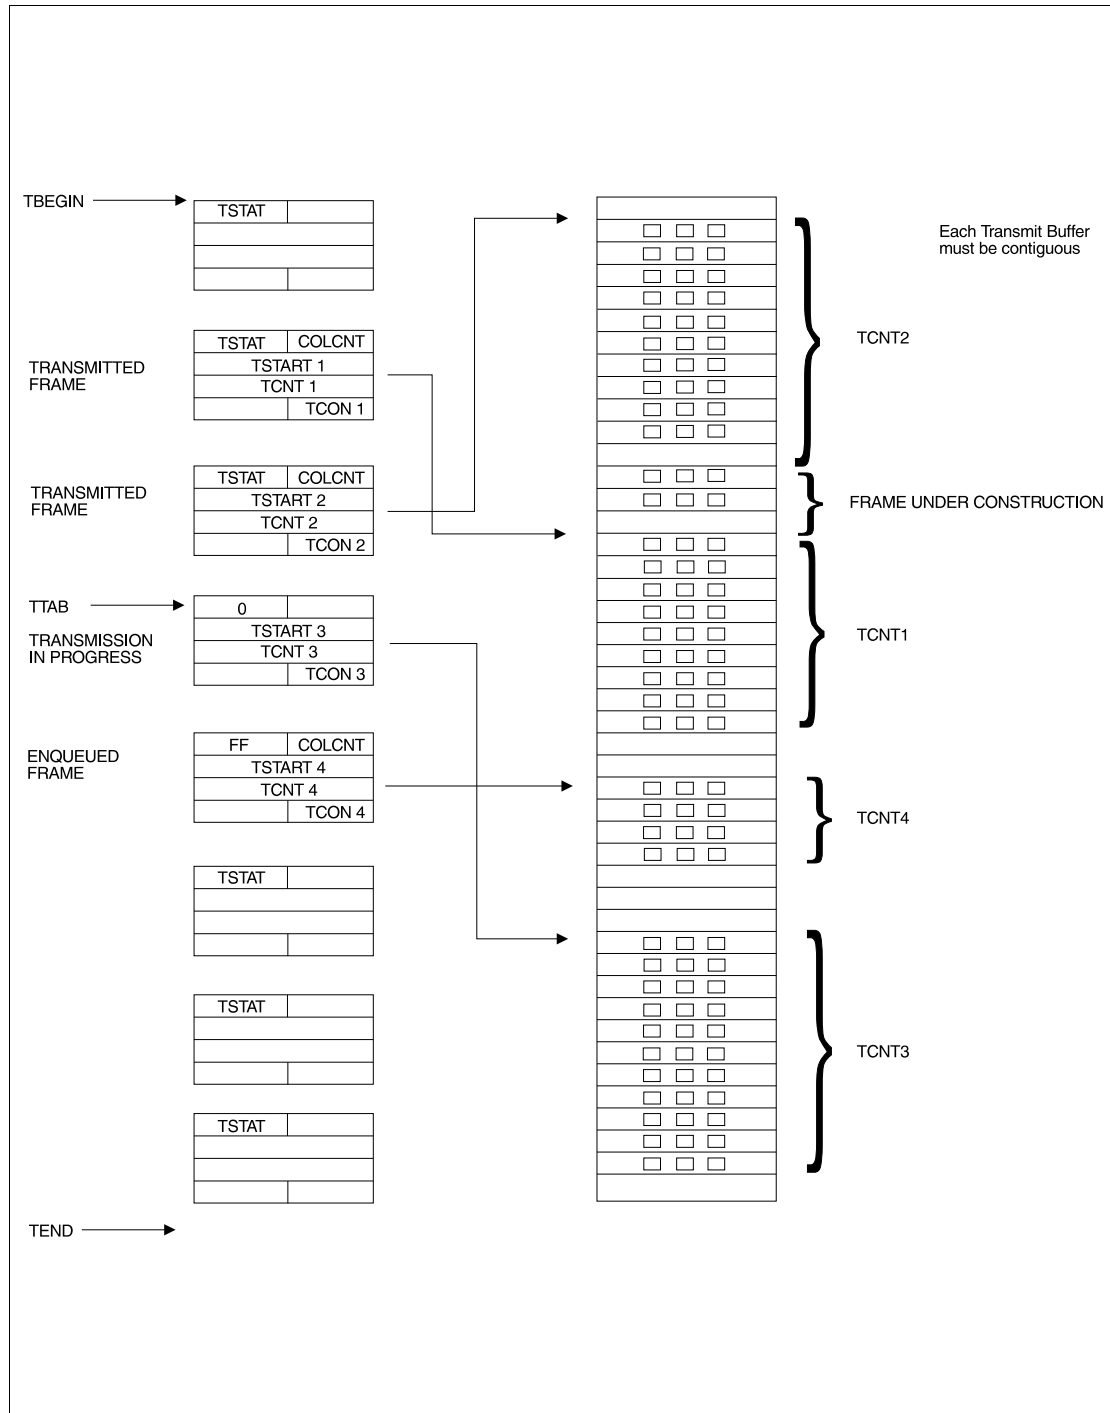 TBEGIN
TSTAT
Each Transmit Buffer
must be contiguous
TCNT2
TRANSMITTED
FRAME
TSTAT COLCNT
TSTART 1
TCNT 1
TCON 1
TRANSMITTED
FRAME
TSTAT COLCNT
TSTART 2
TCNT 2
TCON 2
FRAME UNDER CONSTRUCTION
TTAB
TRANSMISSION
IN PROGRESS
0
TSTART 3
TCNT 3
TCON 3
TCNT1
ENQUEUED
FRAME
FF COLCNT
TSTART 4
TCNT 4
TCON 4
TCNT4
TSTAT
TSTAT
TCNT3
TSTAT
TEND